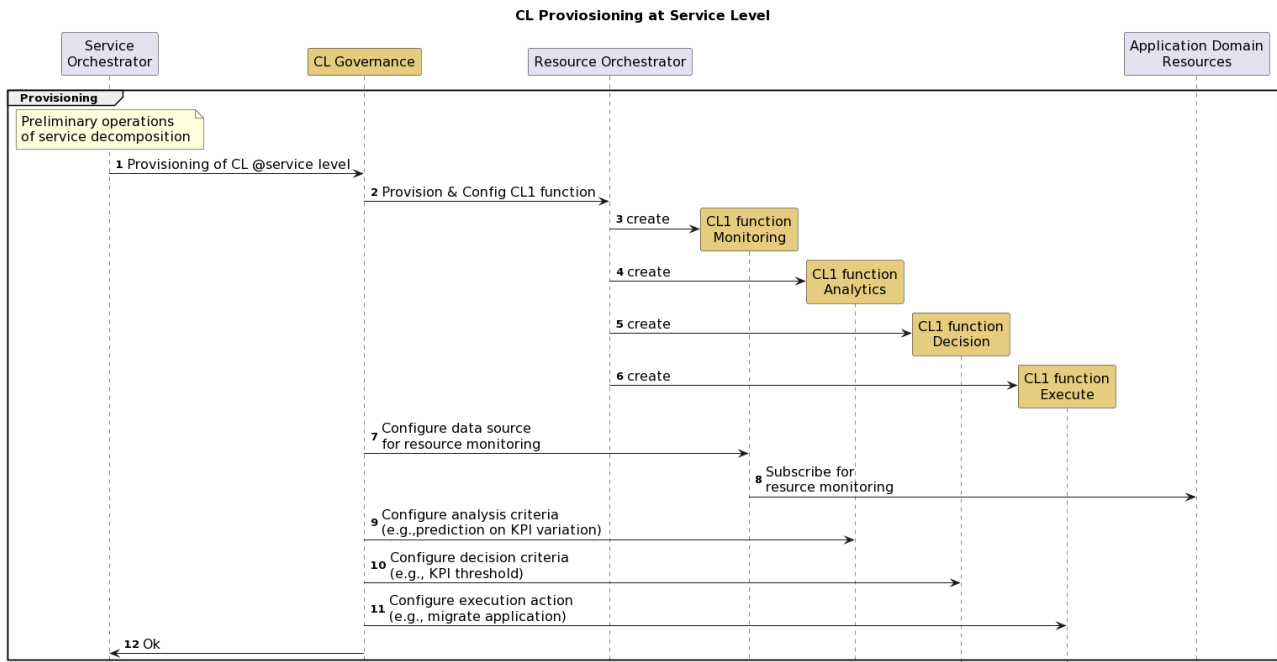 CL Proviosioning at Service Level
Service
Orchestrator
CL Governance
Resource Orchestrator
Application Domain
Resources
Provisioning
Preliminary operations
of service decomposition
1 Provisioning of CL @service level
2 Provision & Config CL1 function
3 create
CL1 function
Monitoring
4 create
CL1 function
Analytics
5 create
CL1 function
Decision
6 create
CL1 function
Execute
7 Configure data source
for resource monitoring
8 Subscribe for
resurce monitoring
9 Configure analysis criteria
(e.g.,prediction on KPI variation)
10 Configure decision criteria
(e.g., KPI threshold)
11 Configure execution action
(e.g., migrate application)
12 Ok